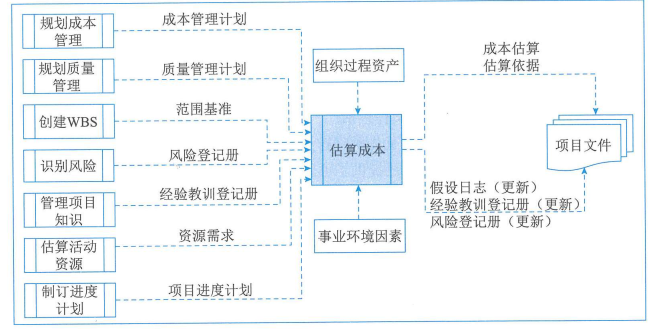 规划成本
管理
成本管理计划
规划质量
管理
质量管理计划
创建WBS
范围基准
识别风险
风险登记册
管理项目
知识
经验教训登记册
估算活动
资源
资源需求
制订进度
计划
项目进度计划
组织过程资产
估算成本
事业环境因素
成本估算
估算依据
项目文件
假设日志（更新）
经验教训登记册（更新）
风险登记册（更新）